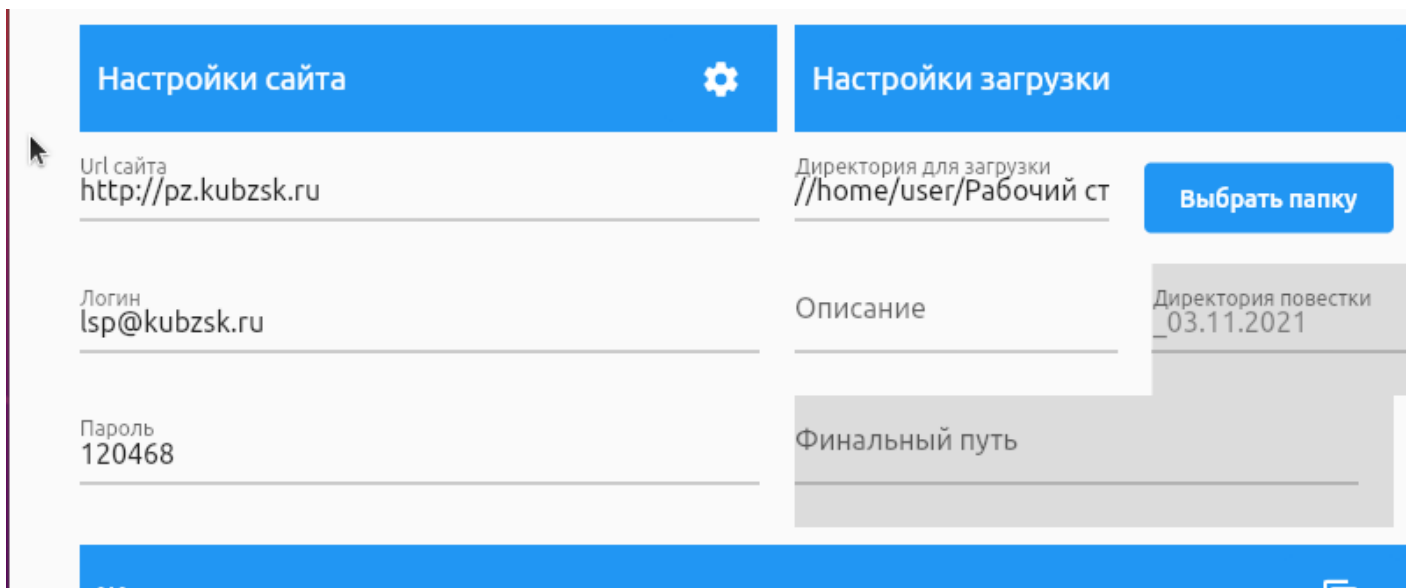 Настройки сайта
Url сайта
http://pz.kubzsk.ru
Логин
lsp@kubzsk.ru
Пароль
120468
Настройки загрузки
Директория для загрузки
//home/user/Рабочий ст
Выбрать папку
Описание
Директория повестки
_03.11.2021
Финальный путь